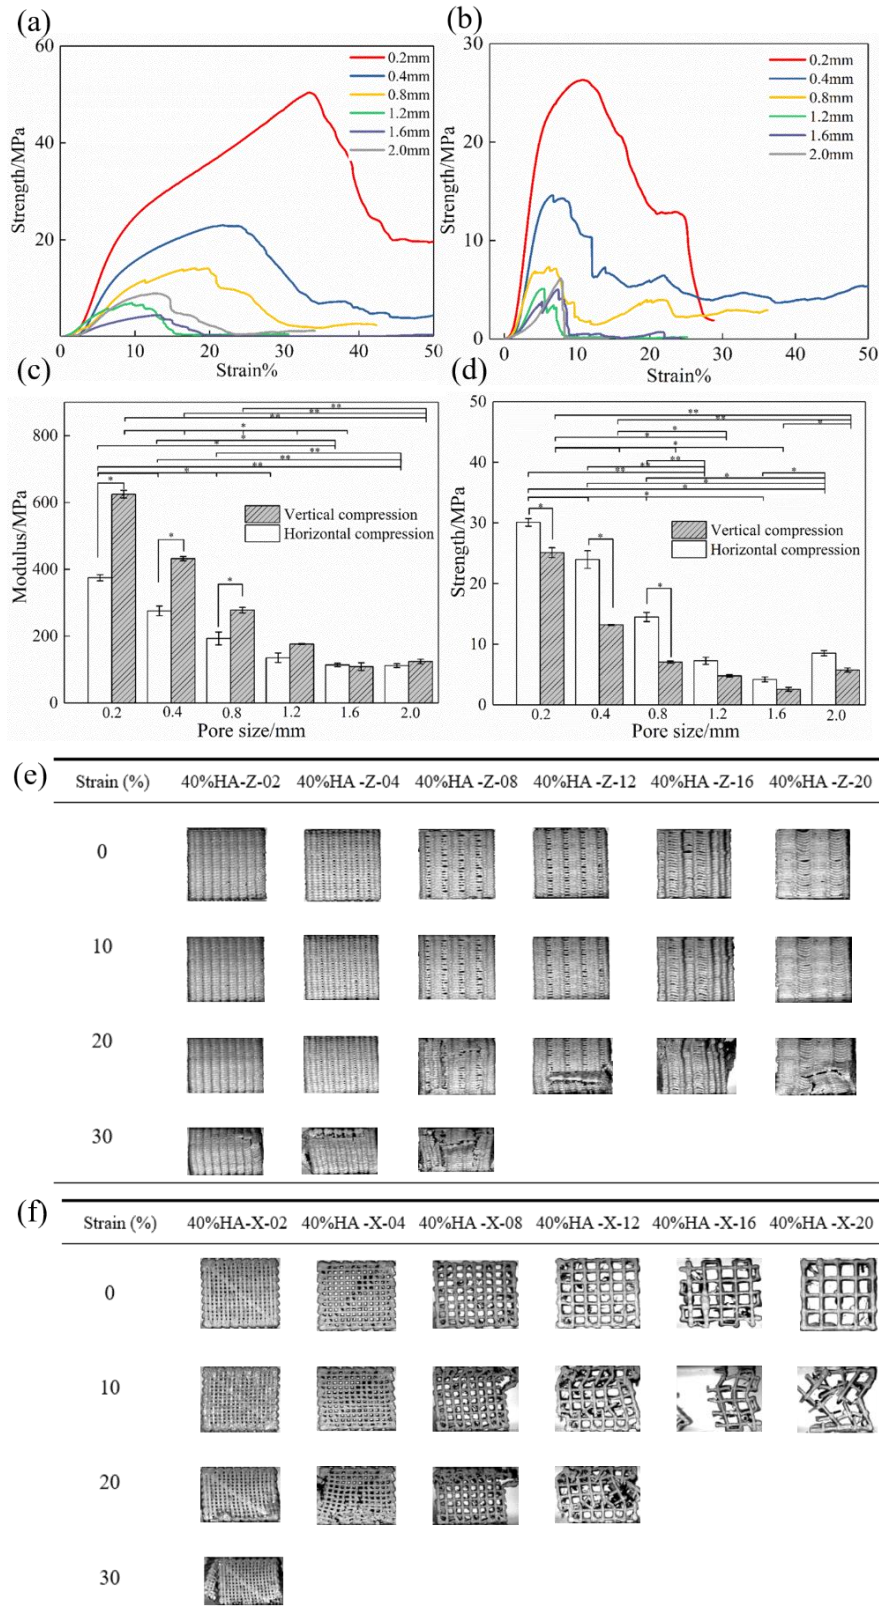 (a)
(b)
60
40
20
0
Strength/MPa
0 10 20 30 40 50
Strain%
0.2mm
0.4mm
0.8mm
1.2mm
1.6mm
2.0mm
30
20
10
0
Strength/MPa
0 10 20 30 40 50
Strain%
0.2mm
0.4mm
0.8mm
1.2mm
1.6mm
2.0mm
(c)
(d)
800
600
400
200
0
Modulus/MPa
**
**
**
*
*
*
**
**
**
*
*
*
*
Vertical compression
Horizontal compression
0.2 0.4 0.8 1.2 1.6 2.0
Pore size/mm
50
40
30
20
10
0
Strength/MPa
**
**
*
*
*
*
**
**
**
*
*
*
*
*
*
*
Vertical compression
Horizontal compression
0.2 0.4 0.8 1.2 1.6 2.0
Pore size/mm
(e)
Strain (%) 40%HA-Z-02 40%HA -Z-04 40%HA -Z-08 40%HA -Z-12 40%HA -Z-16 40%HA -Z-20
0
10
20
30
(f)
Strain (%) 40%HA-X-02 40%HA -X-04 40%HA -X-08 40%HA -X-12 40%HA -X-16 40%HA -X-20
0
10
20
30